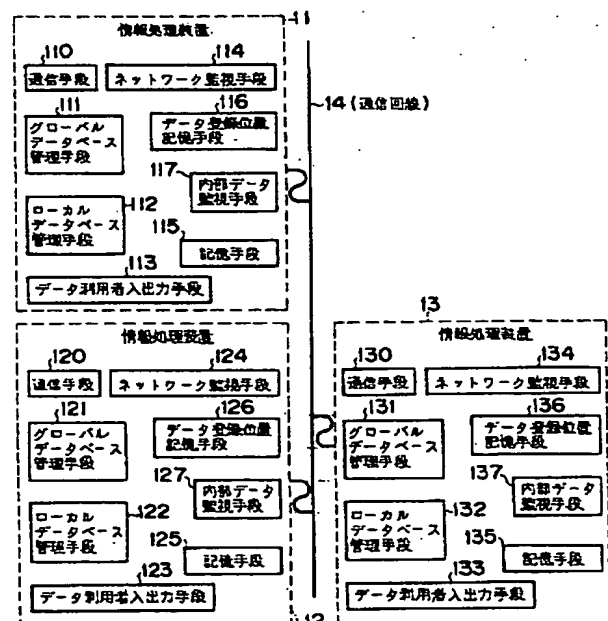 情報処理装置
11
110
114
通信手段
ネットワーク監視手段
14(通信回線)
111
116
グローバル
データベース
管理手段
データ登録位置
記憶手段
117
内部データ
監視手段
112
ローカル
データベース
管理手段
115
記憶手段
113
データ利用者入出力手段
情報処理装置
120
124
通信手段
ネットワーク監視手段
121
126
グローバル
データベース
管理手段
データ登録位置
記憶手段
127
内部データ
監視手段
122
ローカル
データベース
管理手段
125
記憶手段
123
データ利用者入出力手段
12
13
情報処理装置
130
134
通信手段
ネットワーク監視手段
131
136
グローバル
データベース
管理手段
データ登録位置
記憶手段
137
内部データ
監視手段
132
ローカル
データベース
管理手段
135
記憶手段
133
データ利用者入出力手段